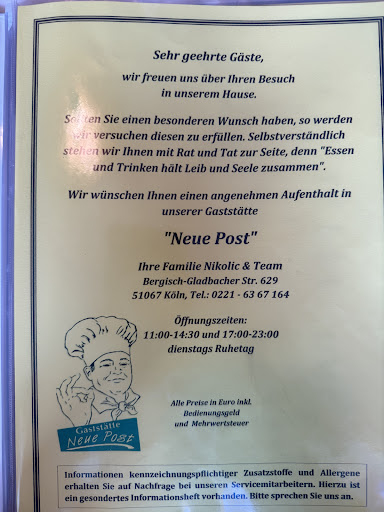 Sehr geehrte Gäste,
wir freuen uns über Ihren Besuch
in unserem Hause.
Sollten Sie einen besonderen Wunsch haben, so werden
wir versuchen diesen zu erfüllen. Selbstverständlich
stehen wir Ihnen mit Rat und Tat zur Seite, denn "Essen
und Trinken hält Leib und Seele zusammen".
Wir wünschen Ihnen einen angenehmen Aufenthalt in
unserer Gaststätte
"Neue Post"
Ihre Familie Nikolic & Team
Bergisch-Gladbacher Str. 629
51067 Köln, Tel.: 0221 - 63 67 164
Öffnungszeiten:
11:00-14:30 und 17:00-23:00
dienstags Ruhetag
Alle Preise in Euro inkl.
Bedienungsgeld
und Mehrwertsteuer
Gaststätte
Neue Post
Informationen kennzeichnungspflichtiger Zusatzstoffe und Allergene
erhalten Sie auf Nachfrage bei unseren Servicemitarbeitern. Hierzu ist
ein gesondertes Informationsheft vorhanden. Bitte sprechen Sie uns an.